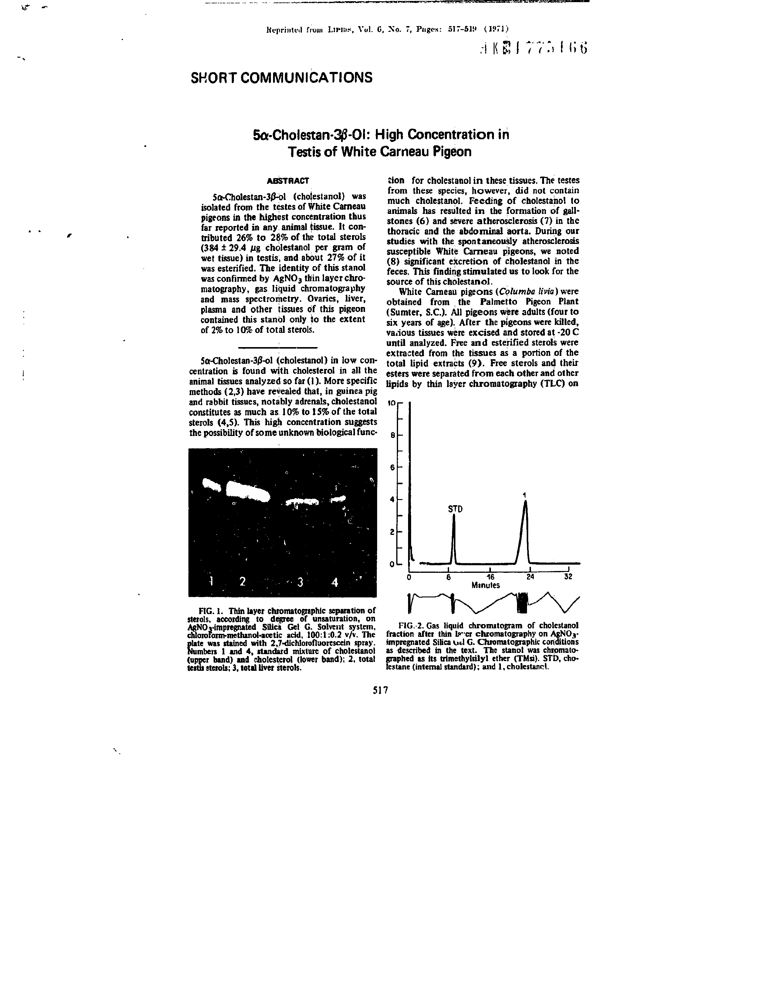 Reprinted from LIPIDS, Vol. 6, No. 7, Pages: 517-519 (1971)
SHORT COMMUNICATIONS
5α-Cholestan-3β-Ol: High Concentration in
Testis of White Carneau Pigeon
ABSTRACT
5α-Cholestan-3β-ol (cholestanol) was
isolated from the testes of White Carneau
pigeons in the highest concentration thus
far reported in any animal tissue. It con-
tributed 26% to 28% of the total sterols
(384 ± 29.4 μg cholestanol per gram of
wet tissue) in testis, and about 27% of it
was esterified. The identity of this stanol
was confirmed by AgNO3 thin layer chro-
matography, gas liquid chromatography
and mass spectrometry. Ovaries, liver,
plasma and other tissues of this pigeon
contained this stanol only to the extent
of 2% to 10% of total sterols.
5α-Cholestan-3β-ol (cholestanol) in low con-
centration is found with cholesterol in all the
animal tissues analyzed so far (1). More specific
methods (2,3) have revealed that, in guinea pig
and rabbit tissues, notably adrenals, cholestanol
constitutes as much as 10% to 15% of the total
sterols (4,5). This high concentration suggests
the possibility of some unknown biological func-
1 2 3 4
FIG. 1. Thin layer chromatographic separation of
sterols, according to degree of unsaturation, on
AgNO3-impregnated Silica Gel G. Solvent system,
chloroform-methanol-acetic acid, 100:1:0.2 v/v. The
plate was stained with 2,7-dichlorofluorescein spray.
Numbers 1 and 4, standard mixture of cholestanol
(upper band) and cholesterol (lower band); 2, total
testis sterols; 3, total liver sterols.
tion for cholestanol in these tissues. The testes
from these species, however, did not contain
much cholestanol. Feeding of cholestanol to
animals has resulted in the formation of gall-
stones (6) and severe atherosclerosis (7) in the
thoracic and the abdominal aorta. During our
studies with the spontaneously atherosclerosis
susceptible White Carneau pigeons, we noted
(8) significant excretion of cholestanol in the
feces. This finding stimulated us to look for the
source of this cholestanol.
White Carneau pigeons (Columba livia) were
obtained from the Palmetto Pigeon Plant
(Sumter, S.C.). All pigeons were adults (four to
six years of age). After the pigeons were killed,
various tissues were excised and stored at -20 C
until analyzed. Free and esterified sterols were
extracted from the tissues as a portion of the
total lipid extracts (9). Free sterols and their
esters were separated from each other and other
lipids by thin layer chromatography (TLC) on
10
8
6
4
2
0
STD
1
0 8 16 24 32
Minutes
FIG. 2. Gas liquid chromatogram of cholestanol
fraction after thin layer chromatography on AgNO3-
impregnated Silica Gel G. Chromatographic conditions
as described in the text. The stanol was chromato-
graphed as its trimethylsilyl ether (TMSi). STD, cho-
lestane (internal standard); and 1, cholestanol.
517